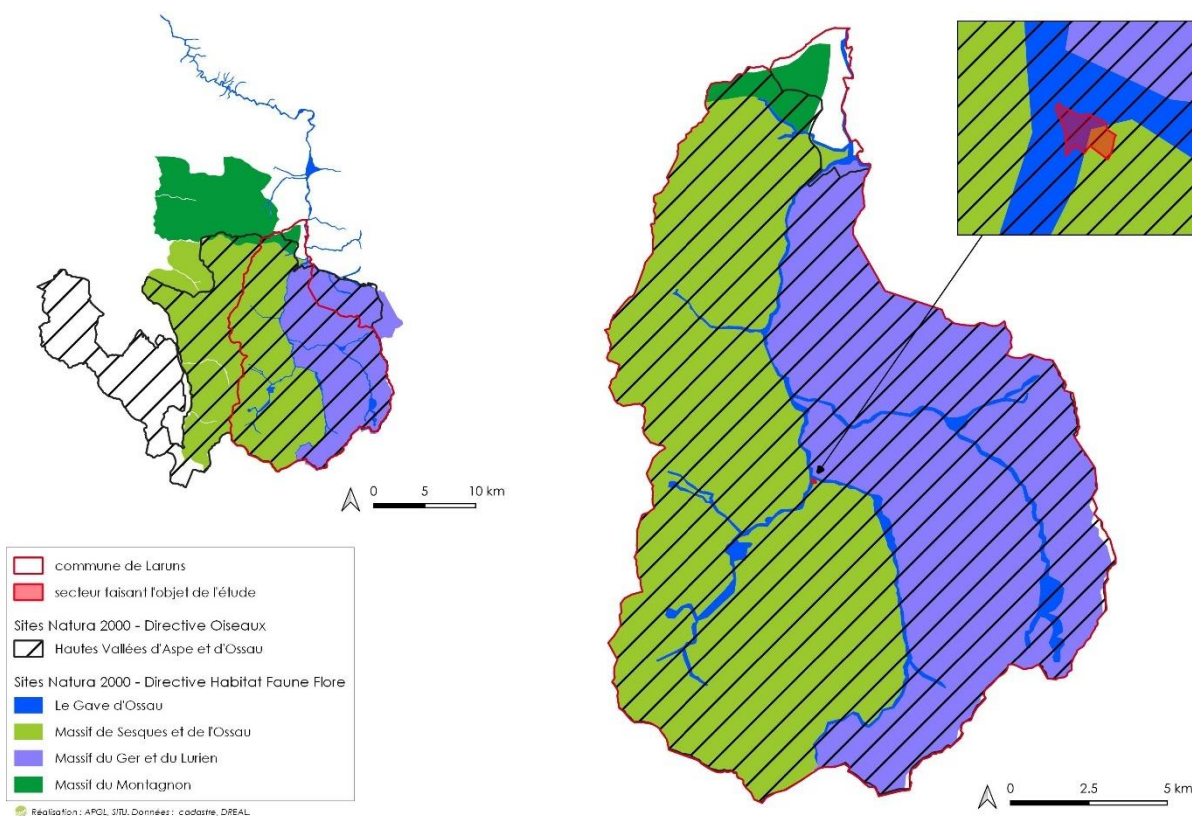 0 5 10 km
commune de Laruns
secteur faisant l'objet de l'étude
Sites Natura 2000 - Directive Oiseaux
Hautes Vallées d'Aspe et d'Ossau
Sites Natura 2000 - Directive Habitat Faune Flore
Le Gave d'Ossau
Massif de Sesques et de l'Ossau
Massif du Ger et du Lurien
Massif du Montagnon
Réalisation : APGL, SITU. Données : cadastre, DREAL.
0 2.5 5 km